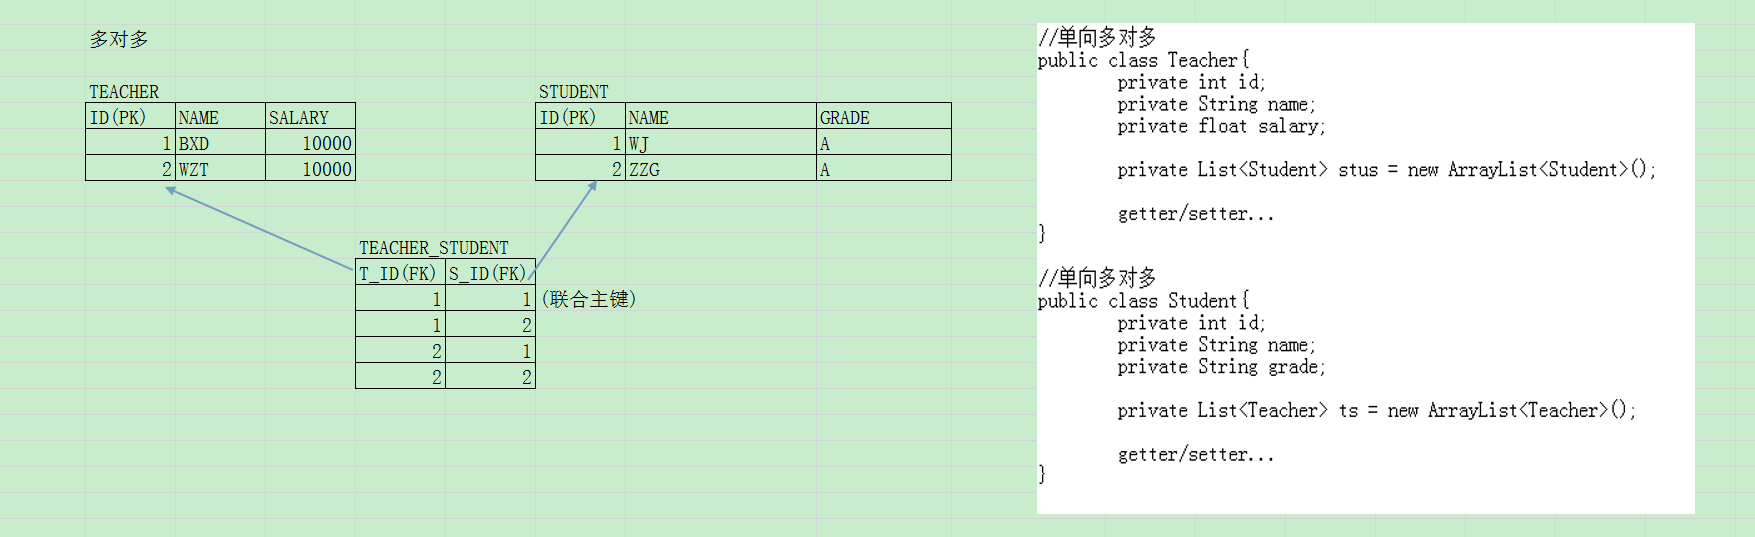 多对多
TEACHER
ID(PK) NAME SALARY
1 BXD 10000
2 WZT 10000
STUDENT
ID(PK) NAME GRADE
1 WJ A
2 ZZG A
TEACHER_STUDENT
T_ID(FK) S_ID(FK)
1 1 (联合主键)
1 2
2 1
2 2
//单向多对多
public class Teacher{
private int id;
private String name;
private float salary;
private List<Student> stus = new ArrayList<Student>();
getter/setter...
}
//单向多对多
public class Student{
private int id;
private String name;
private String grade;
private List<Teacher> ts = new ArrayList<Teacher>();
getter/setter...
}